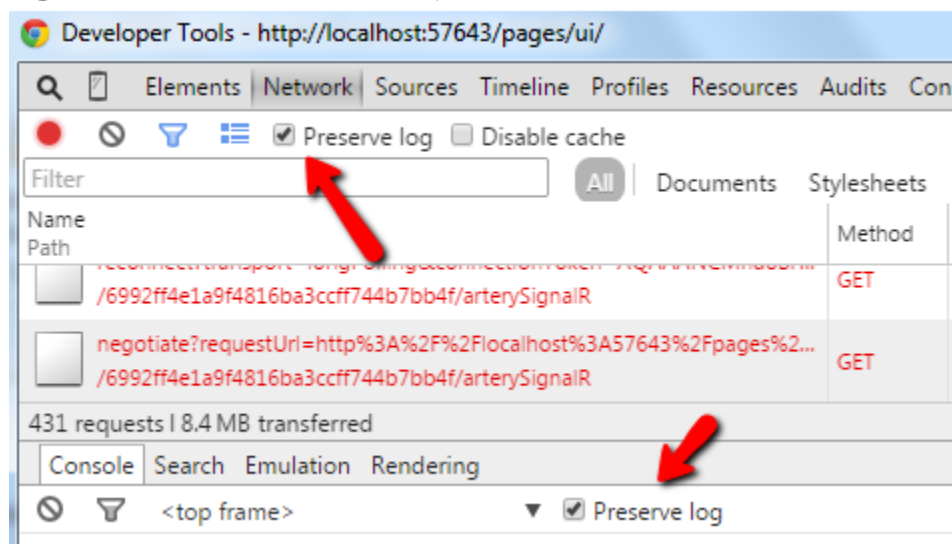 Developer Tools - http://localhost:57643/pages/ui/
Elements Network Sources Timeline Profiles Resources Audits Con
Preserve log Disable cache
Filter All Documents Stylesheets
Name Method
Path
GET
/6992ff4e1a9f4816ba3ccff744b7bb4f/arterySignalR
negotiate?requestUrl=http%3A%2F%2Flocalhost%3A57643%2Fpages%2...
GET
/6992ff4e1a9f4816ba3ccff744b7bb4f/arterySignalR
431 requests I 8.4 MB transferred
Console Search Emulation Rendering
<top frame> ▼ Preserve log